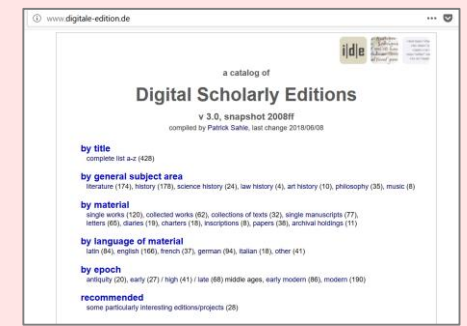 www.digitale-edition.de
i|d|e
a catalog of
Digital Scholarly Editions
v 3.0, snapshot 2008ff
compiled by Patrick Sahle, last change 2018/06/08
by title
complete list a-z (428)
by general subject area
literature (174), history (178), science history (24), law history (4), art history (10), philosophy (35), music (8)
by material
single works (120), collected works (62), collections of texts (32), single manuscripts (77),
letters (65), diaries (19), charters (18), inscriptions (8), papers (36), archival holdings (11)
by language of material
latin (84), english (166), french (37), german (94), italian (18), other (41)
by epoch
antiquity (20), early (27) / high (41) / late (68) middle ages, early modern (86), modern (190)
recommended
some particularly interesting editions/projects (28)